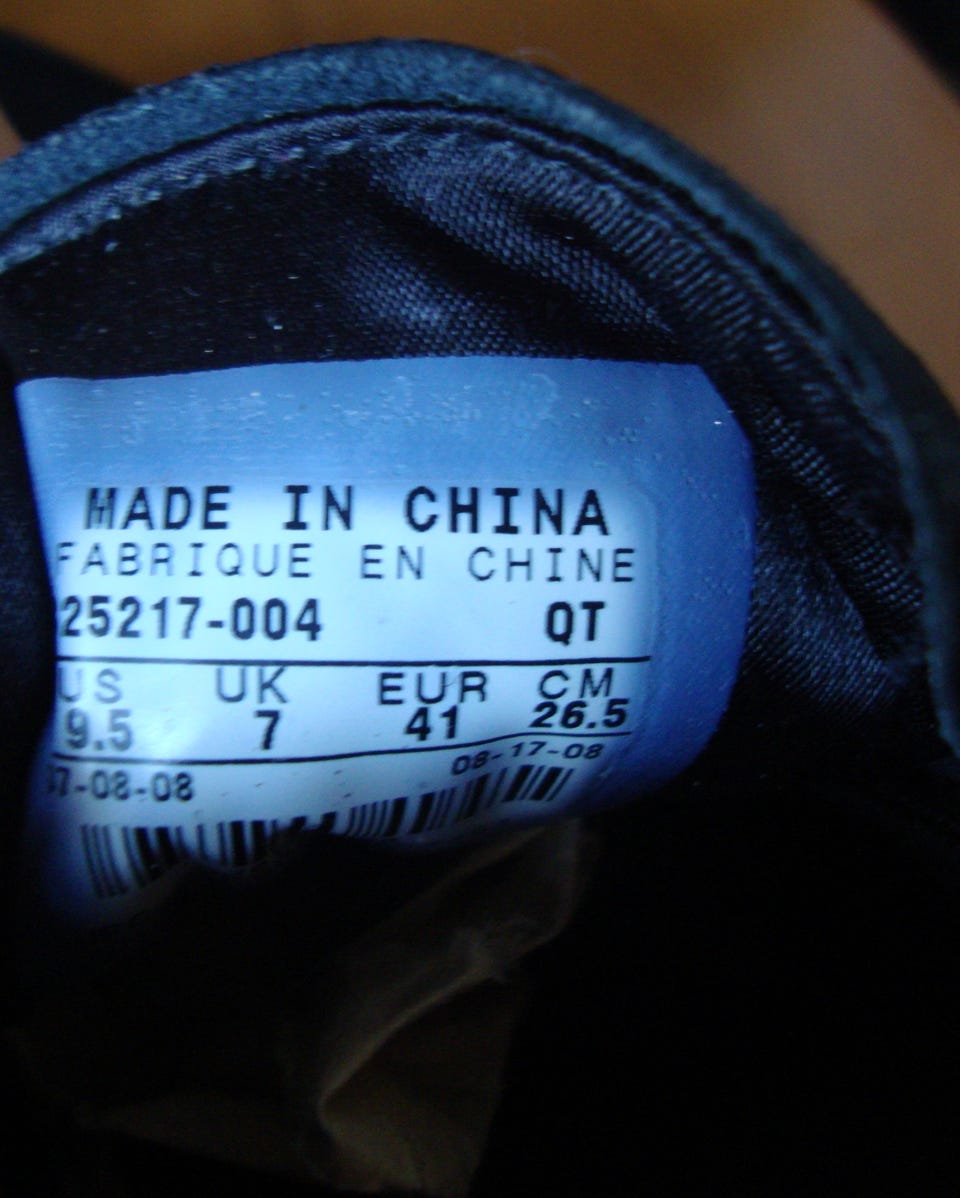 MADE IN CHINA
FABRIQUE EN CHINE
25217-004 QT
US UK EUR CM
9.5 7 41 26.5
7-08-08 08-17-08